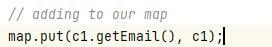 // adding to our map
map.put(c1.getEmail(), c1);